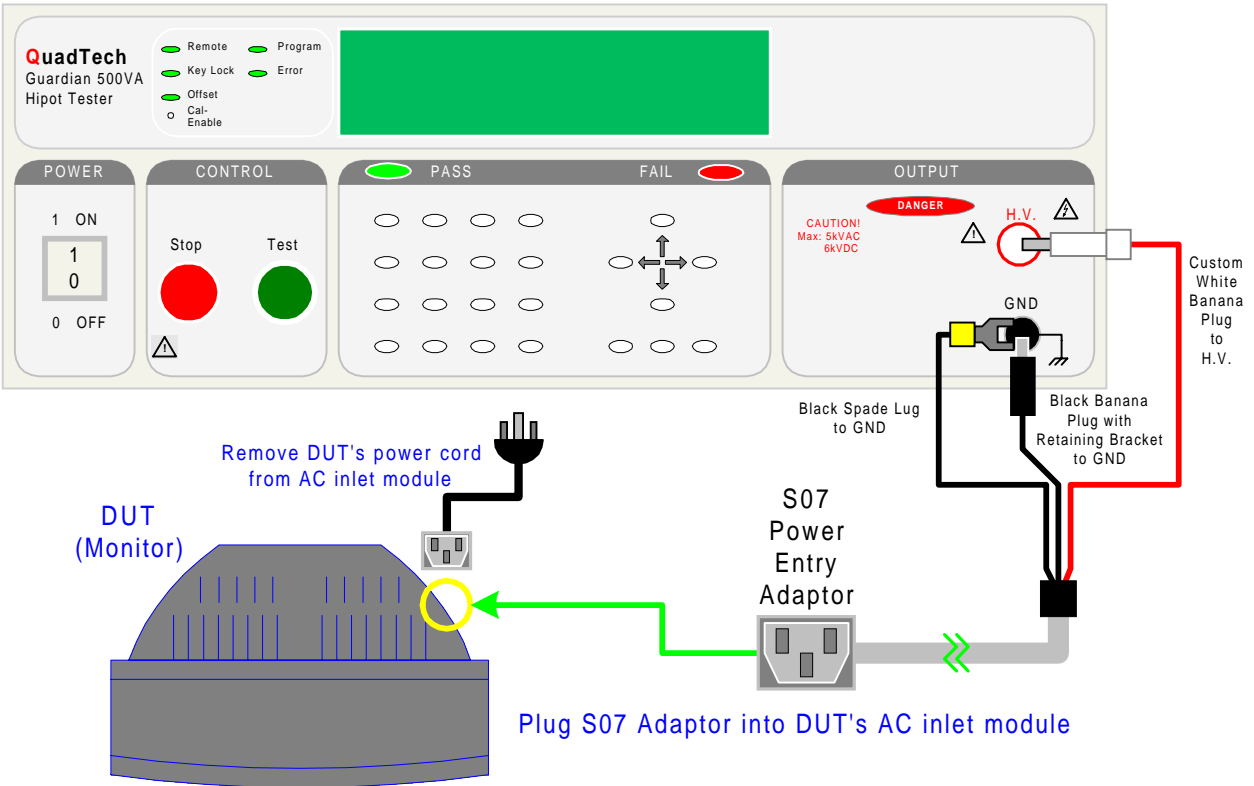 QuadTech
Guardian 500VA
Hipot Tester
Remote
Program
Key Lock
Error
Offset
Cal-
Enable
POWER
CONTROL
PASS
FAIL
OUTPUT
1 ON
1
0
0 OFF
Stop
Test
DANGER
CAUTION!
Max: 5kVAC
6kVDC
H.V.
GND
Custom
White
Banana
Plug
to
H.V.
Black Spade Lug
to GND
Black Banana
Plug with
Retaining Bracket
to GND
Remove DUT's power cord
from AC inlet module
DUT
(Monitor)
S07
Power
Entry
Adaptor
Plug S07 Adaptor into DUT's AC inlet module